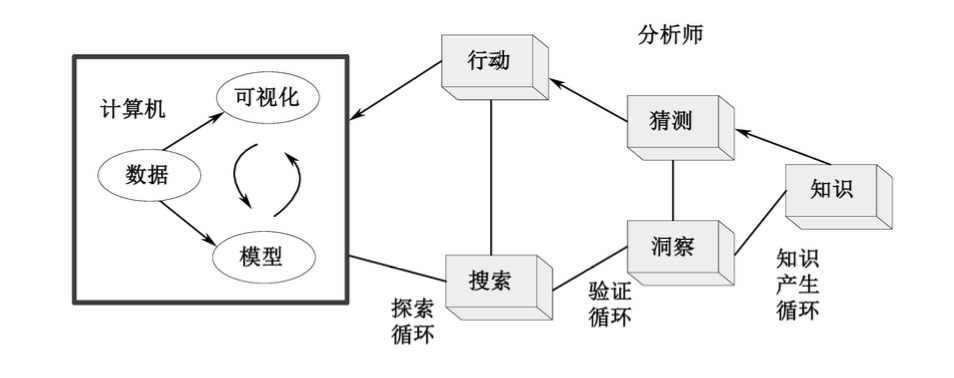 分析师
行动
可视化
计算机
猜测
数据
知识
模型
洞察
搜索
探索
循环
验证
循环
知识
产生
循环